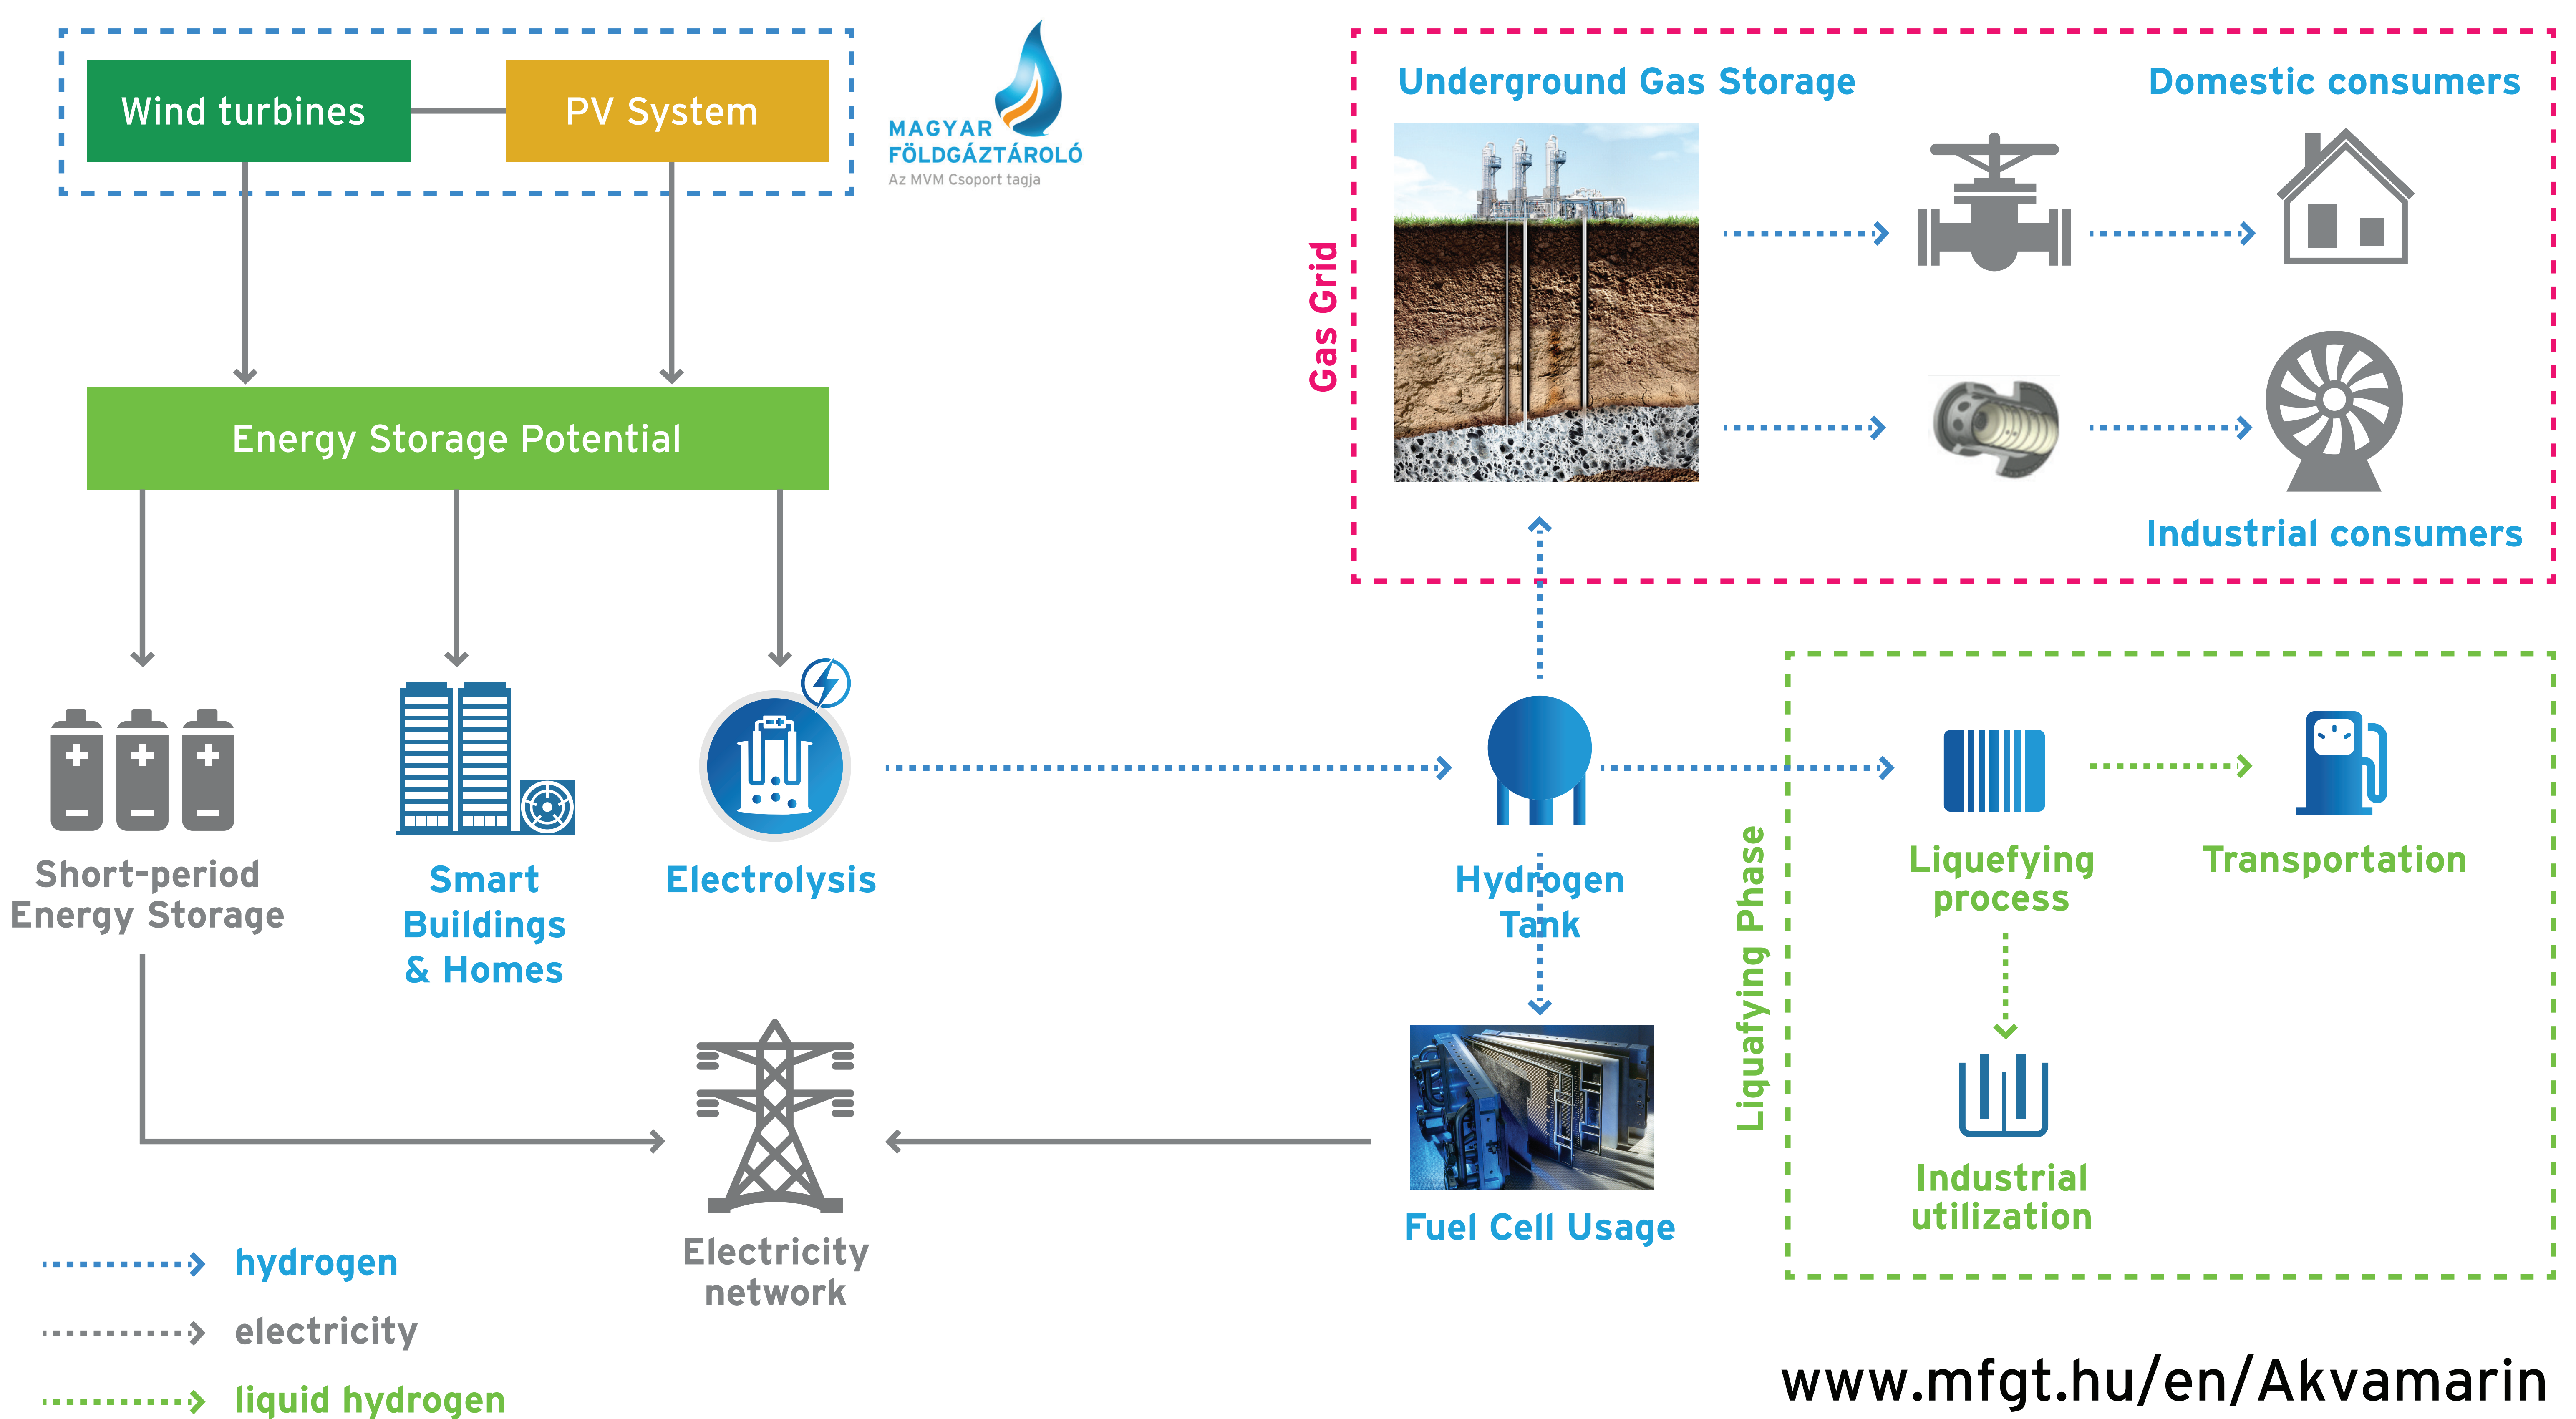 Wind turbines
PV System
MAGYAR
FÖLDGÁZTÁROLÓ
Az MVM Csoport tagja
Energy Storage Potential
Short-period
Energy Storage
Smart
Buildings
& Homes
Electrolysis
Electricity
network
hydrogen
electricity
liquid hydrogen
Gas Grid
Underground Gas Storage
Domestic consumers
Industrial consumers
Hydrogen
Tank
Fuel Cell Usage
Liquafying Phase
Liquefying
process
Transportation
Industrial
utilization
www.mfgt.hu/en/Akvamarin